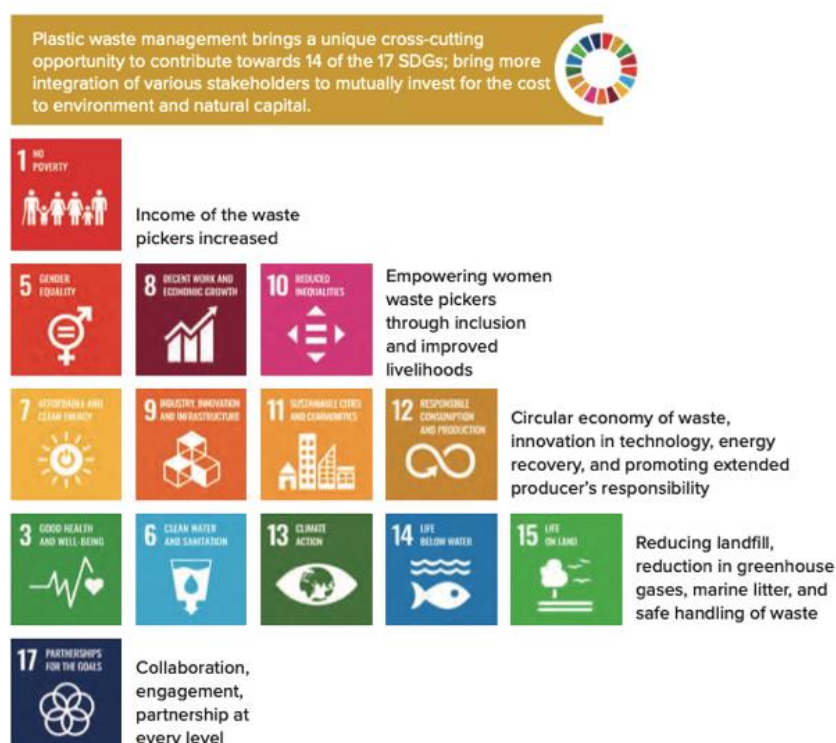 Plastic waste management brings a unique cross-cutting
opportunity to contribute towards 14 of the 17 SDGs; bring more
integration of various stakeholders to mutually invest for the cost
to environment and natural capital.
1 NO
POVERTY
Income of the waste
pickers increased
5 GENDER
EQUALITY
8 DECENT WORK AND
ECONOMIC GROWTH
10 REDUCED
INEQUALITIES
Empowering women
waste pickers
through inclusion
and improved
livelihoods
7 AFFORDABLE AND
CLEAN ENERGY
9 INDUSTRY, INNOVATION
AND INFRASTRUCTURE
11 SUSTAINABLE CITIES
AND COMMUNITIES
12 RESPONSIBLE
CONSUMPTION
AND PRODUCTION
Circular economy of waste,
innovation in technology, energy
recovery, and promoting extended
producer's responsibility
3 GOOD HEALTH
AND WELL-BEING
6 CLEAN WATER
AND SANITATION
13 CLIMATE
ACTION
14 LIFE
BELOW WATER
15 LIFE
ON LAND
Reducing landfill,
reduction in greenhouse
gases, marine litter, and
safe handling of waste
17 PARTNERSHIPS
FOR THE GOALS
Collaboration,
engagement,
partnership at
every level